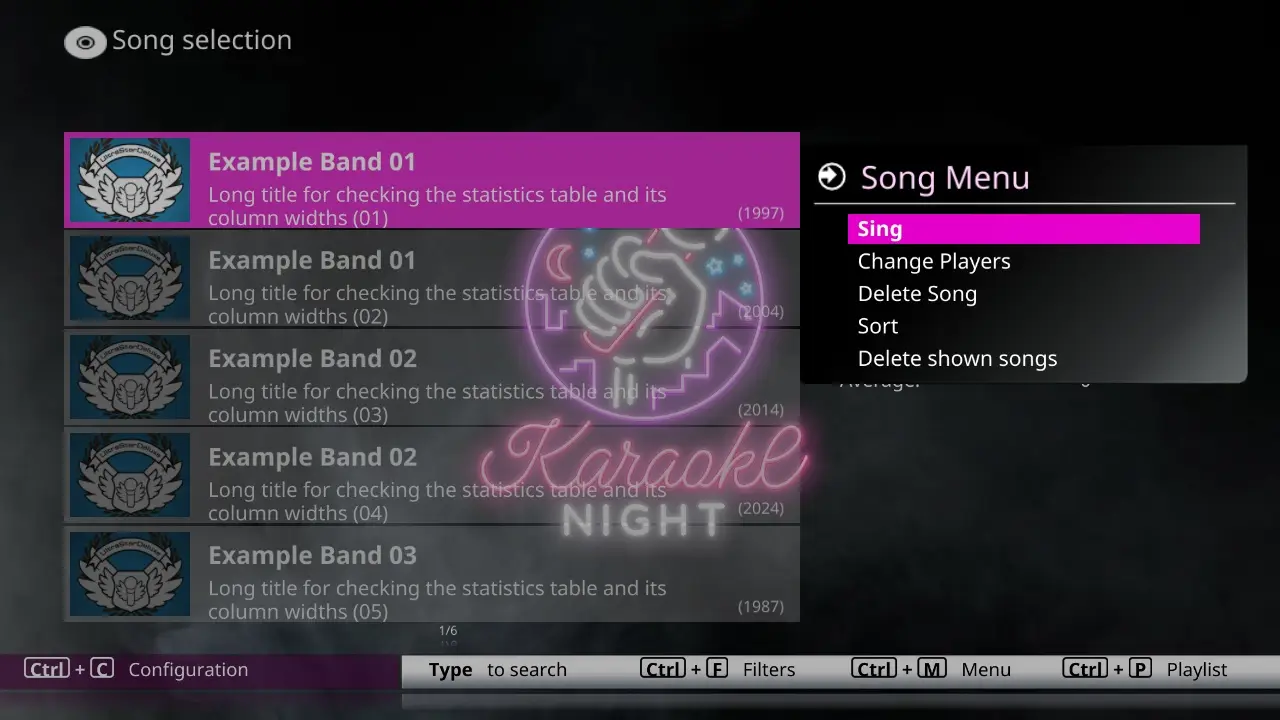 Song selection
Example Band 01
Long title for checking the statistics table and its
column widths (01)
(1997)
Example Band 01
Long title for checking the statistics table and its
column widths (02)
(2004)
Example Band 02
Long title for checking the statistics table and its
column widths (03)
(2014)
Example Band 02
Long title for checking the statistics table and its
column widths (04)
(2024)
Example Band 03
Long title for checking the statistics table and its
column widths (05)
(1987)
1/6
Karaoke
NIGHT
Song Menu
Sing
Change Players
Delete Song
Sort
Delete shown songs
Average:
Ctrl + C Configuration
Type to search
Ctrl + F Filters
Ctrl + M Menu
Ctrl + P Playlist